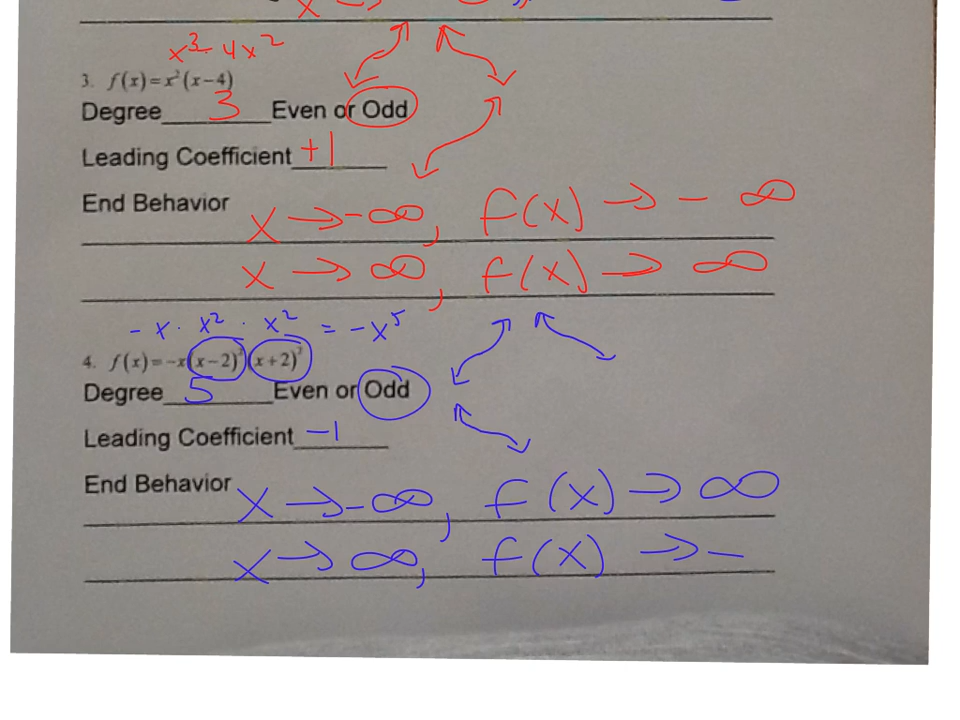 x³- 4x²
3. f(x)=x²(x−4)
Degree 3 Even or Odd
Leading Coefficient +1
End Behavior x → -∞, f(x) → - ∞
x → ∞, f(x) → ∞
- x · x² · x² = -x⁵
4. f(x)=−x(x−2)²(x+2)²
Degree 5 Even or Odd
Leading Coefficient -1
End Behavior x → -∞, f(x) → ∞
x → ∞, f(x) → -